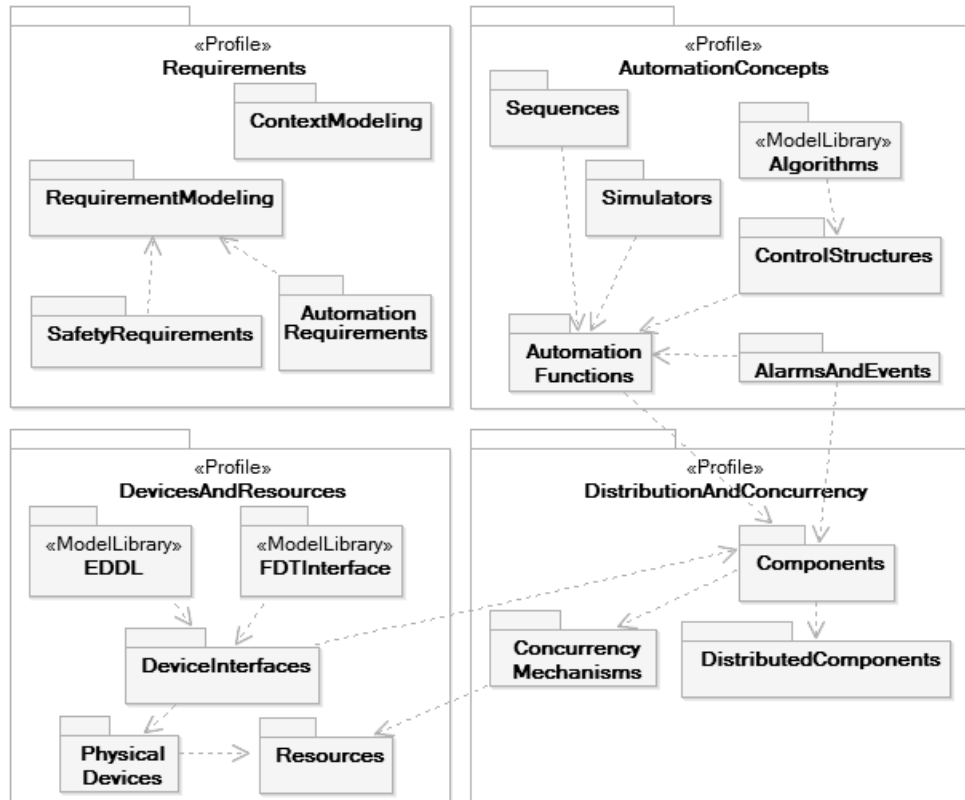 «Profile»
Requirements
ContextModeling
RequirementModeling
SafetyRequirements
Automation
Requirements
«Profile»
AutomationConcepts
Sequences
«ModelLibrary»
Algorithms
Simulators
ControlStructures
Automation
Functions
AlarmsAndEvents
«Profile»
DevicesAndResources
«ModelLibrary»
EDDL
«ModelLibrary»
FDTInterface
DeviceInterfaces
Physical
Devices
Resources
«Profile»
DistributionAndConcurrency
Components
Concurrency
Mechanisms
DistributedComponents